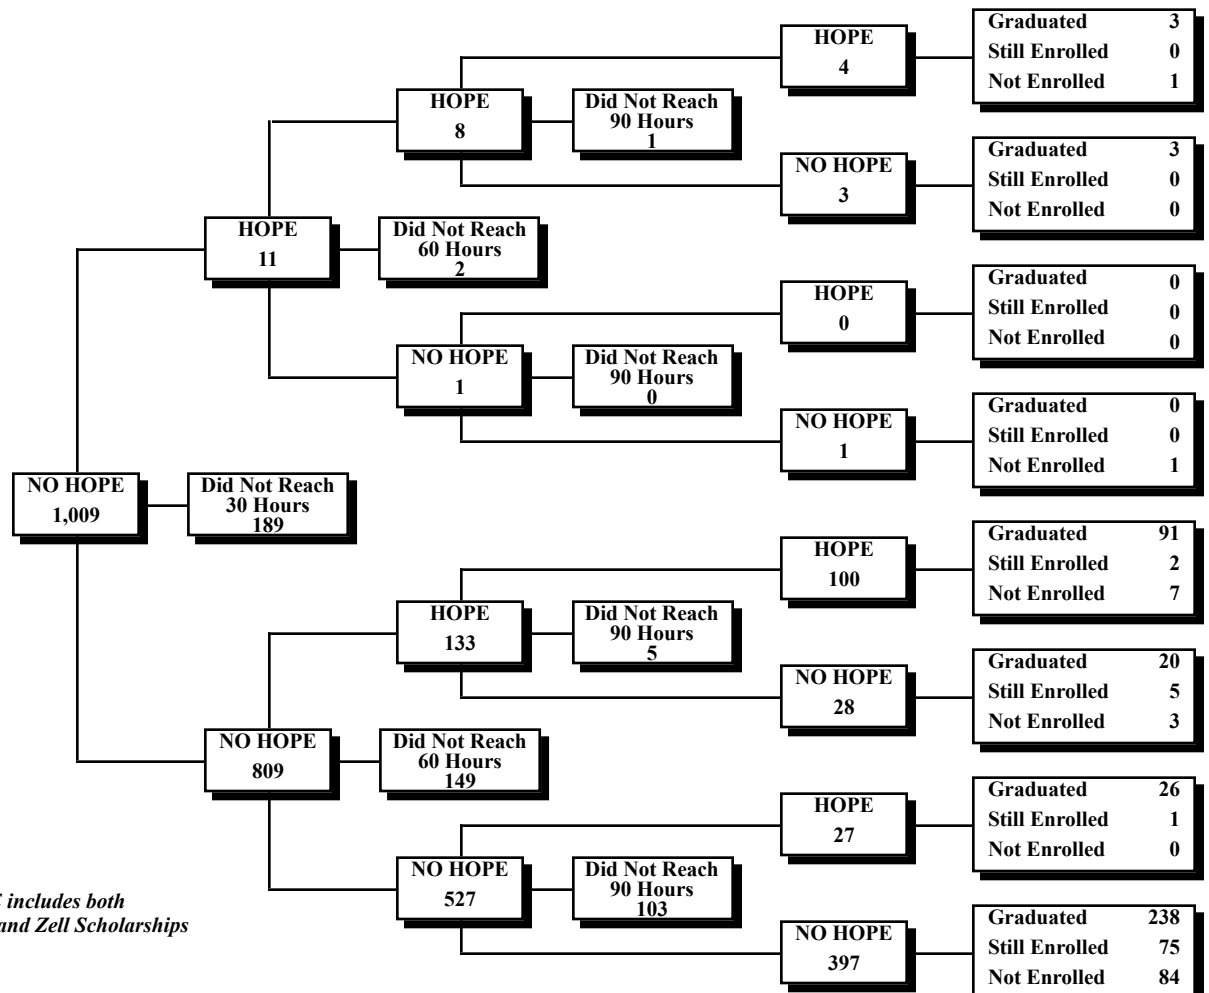 HOPE
4
Graduated 3
Still Enrolled 0
Not Enrolled 1
HOPE
8
Did Not Reach
90 Hours
1
NO HOPE
3
Graduated 3
Still Enrolled 0
Not Enrolled 0
HOPE
11
Did Not Reach
60 Hours
2
HOPE
0
Graduated 0
Still Enrolled 0
Not Enrolled 0
NO HOPE
1
Did Not Reach
90 Hours
0
NO HOPE
1
Graduated 0
Still Enrolled 0
Not Enrolled 1
NO HOPE
1,009
Did Not Reach
30 Hours
189
HOPE
100
Graduated 91
Still Enrolled 2
Not Enrolled 7
HOPE
133
Did Not Reach
90 Hours
5
NO HOPE
28
Graduated 20
Still Enrolled 5
Not Enrolled 3
NO HOPE
809
Did Not Reach
60 Hours
149
HOPE
27
Graduated 26
Still Enrolled 1
Not Enrolled 0
NO HOPE
527
Did Not Reach
90 Hours
103
NO HOPE
397
Graduated 238
Still Enrolled 75
Not Enrolled 84
includes both
and Zell Scholarships